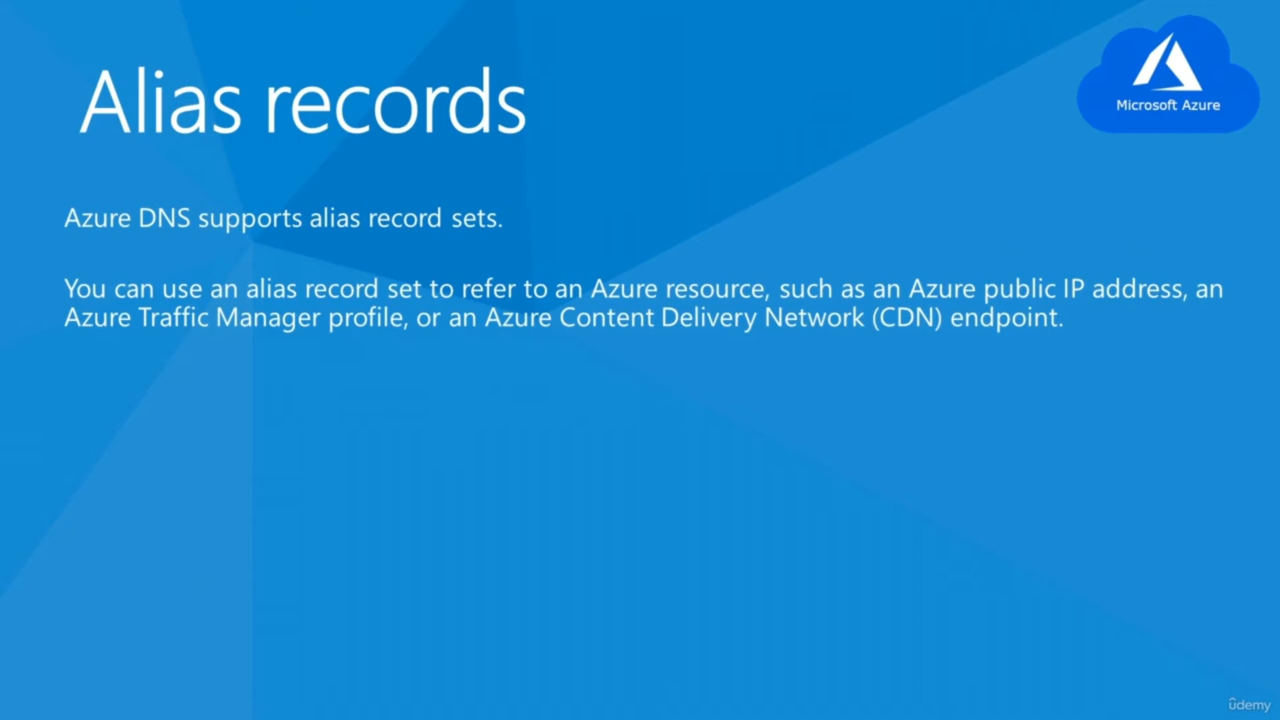 Alias records
Microsoft Azure
Azure DNS supports alias record sets.
You can use an alias record set to refer to an Azure resource, such as an Azure public IP address, an
Azure Traffic Manager profile, or an Azure Content Delivery Network (CDN) endpoint.
ûdemy